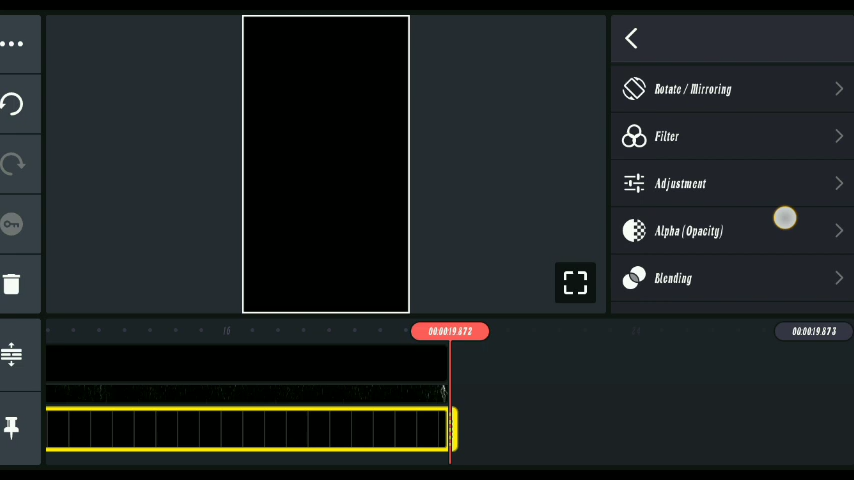 Rotate / Mirroring
Filter
Adjustment
Alpha (Opacity)
Blending
16
00:00:19.872
00:00:19.873